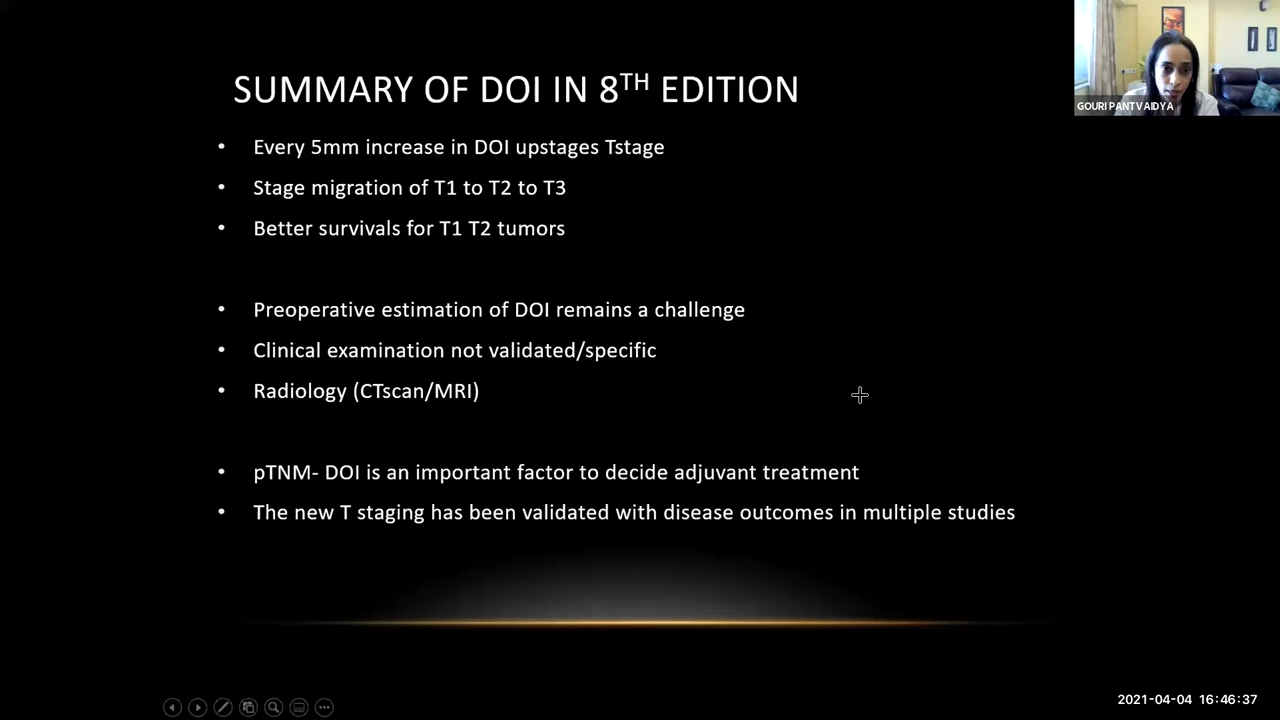 SUMMARY OF DOI IN 8TH EDITION
• Every 5mm increase in DOI upstages Tstage
• Stage migration of T1 to T2 to T3
• Better survivals for T1 T2 tumors
• Preoperative estimation of DOI remains a challenge
• Clinical examination not validated/specific
• Radiology (CTscan/MRI)
• pTNM- DOI is an important factor to decide adjuvant treatment
• The new T staging has been validated with disease outcomes in multiple studies
GOURI PANTVAIDYA
2021-04-04 16:46:37